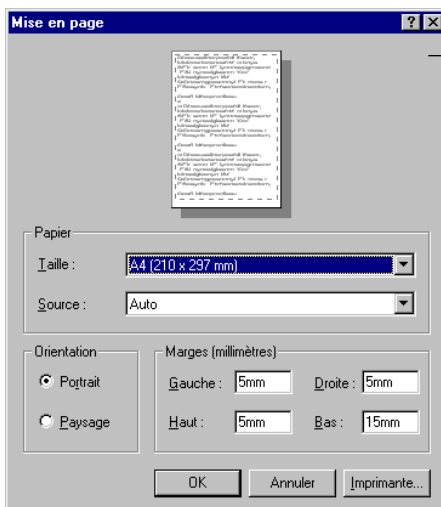 Mise en page
Papier
Taille :
A4 (210 x 297 mm)
Source :
Auto
Orientation
Portrait
Paysage
Marges (millimètres)
Gauche : 5mm Droite : 5mm
Haut : 5mm Bas : 15mm
OK Annuler Imprimante...